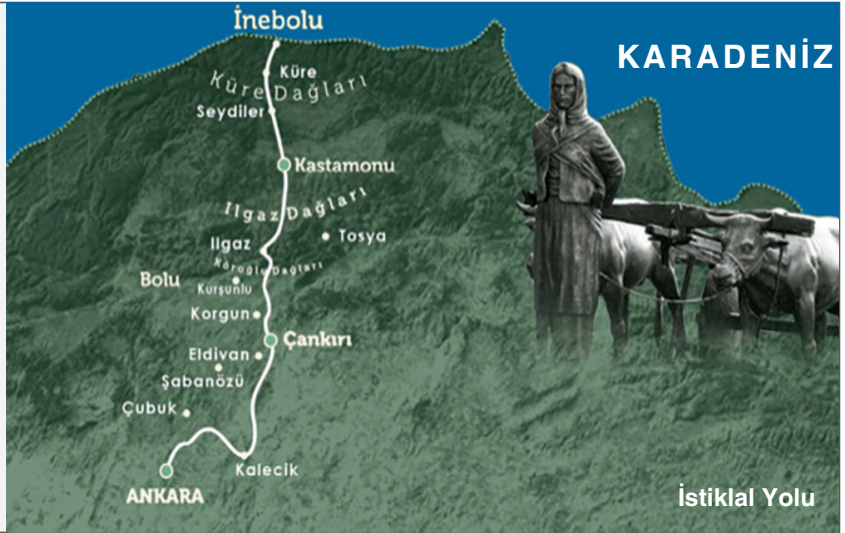 İnebolu
KARADENİZ
Küre
Küre Dağları
Seydiler
Kastamonu
Ilgaz Dağları
Ilgaz
Tosya
Köroğlu Dağları
Bolu
Kurşunlu
Korgun
Çankırı
Eldivan
Şabanözü
Çubuk
Kalecik
ANKARA
İstiklal Yolu